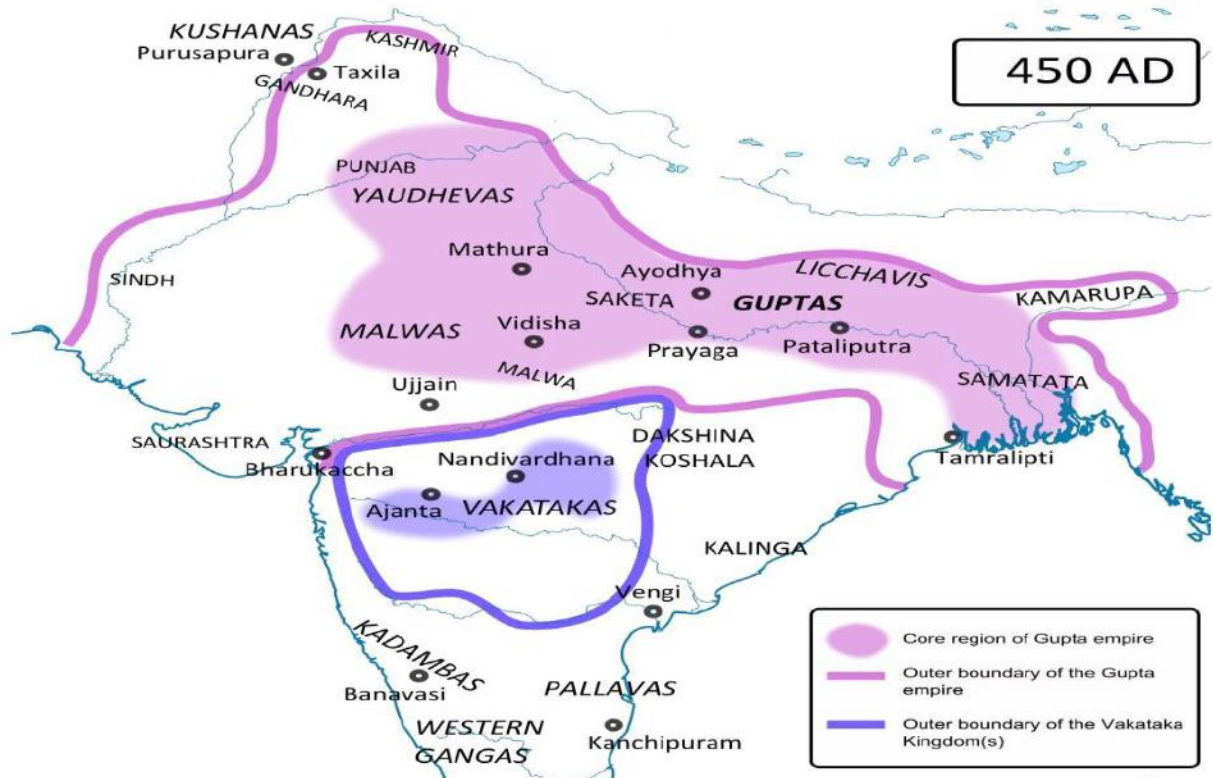 KUSHANAS
KASHMIR
Purusapura
Taxila
GANDHARA
450 AD
PUNJAB
YAUDHEVAS
Mathura
Ayodhya
LICCHAVIS
SINDH
SAKETA
GUPTAS
KAMARUPA
MALWAS
Vidisha
Prayaga
Pataliputra
MALWA
SAMATATA
Ujjain
SAURASHTRA
DAKSHINA
KOSHALA
Bharukaccha
Nandivardhana
Tamralipti
Ajanta
VAKATAKAS
KALINGA
Vengi
KADAMBAS
Banavasi
PALLAVAS
WESTERN
GANGAS
Kanchipuram
Core region of Gupta empire
Outer boundary of the Gupta
empire
Outer boundary of the Vakataka
Kingdom(s)